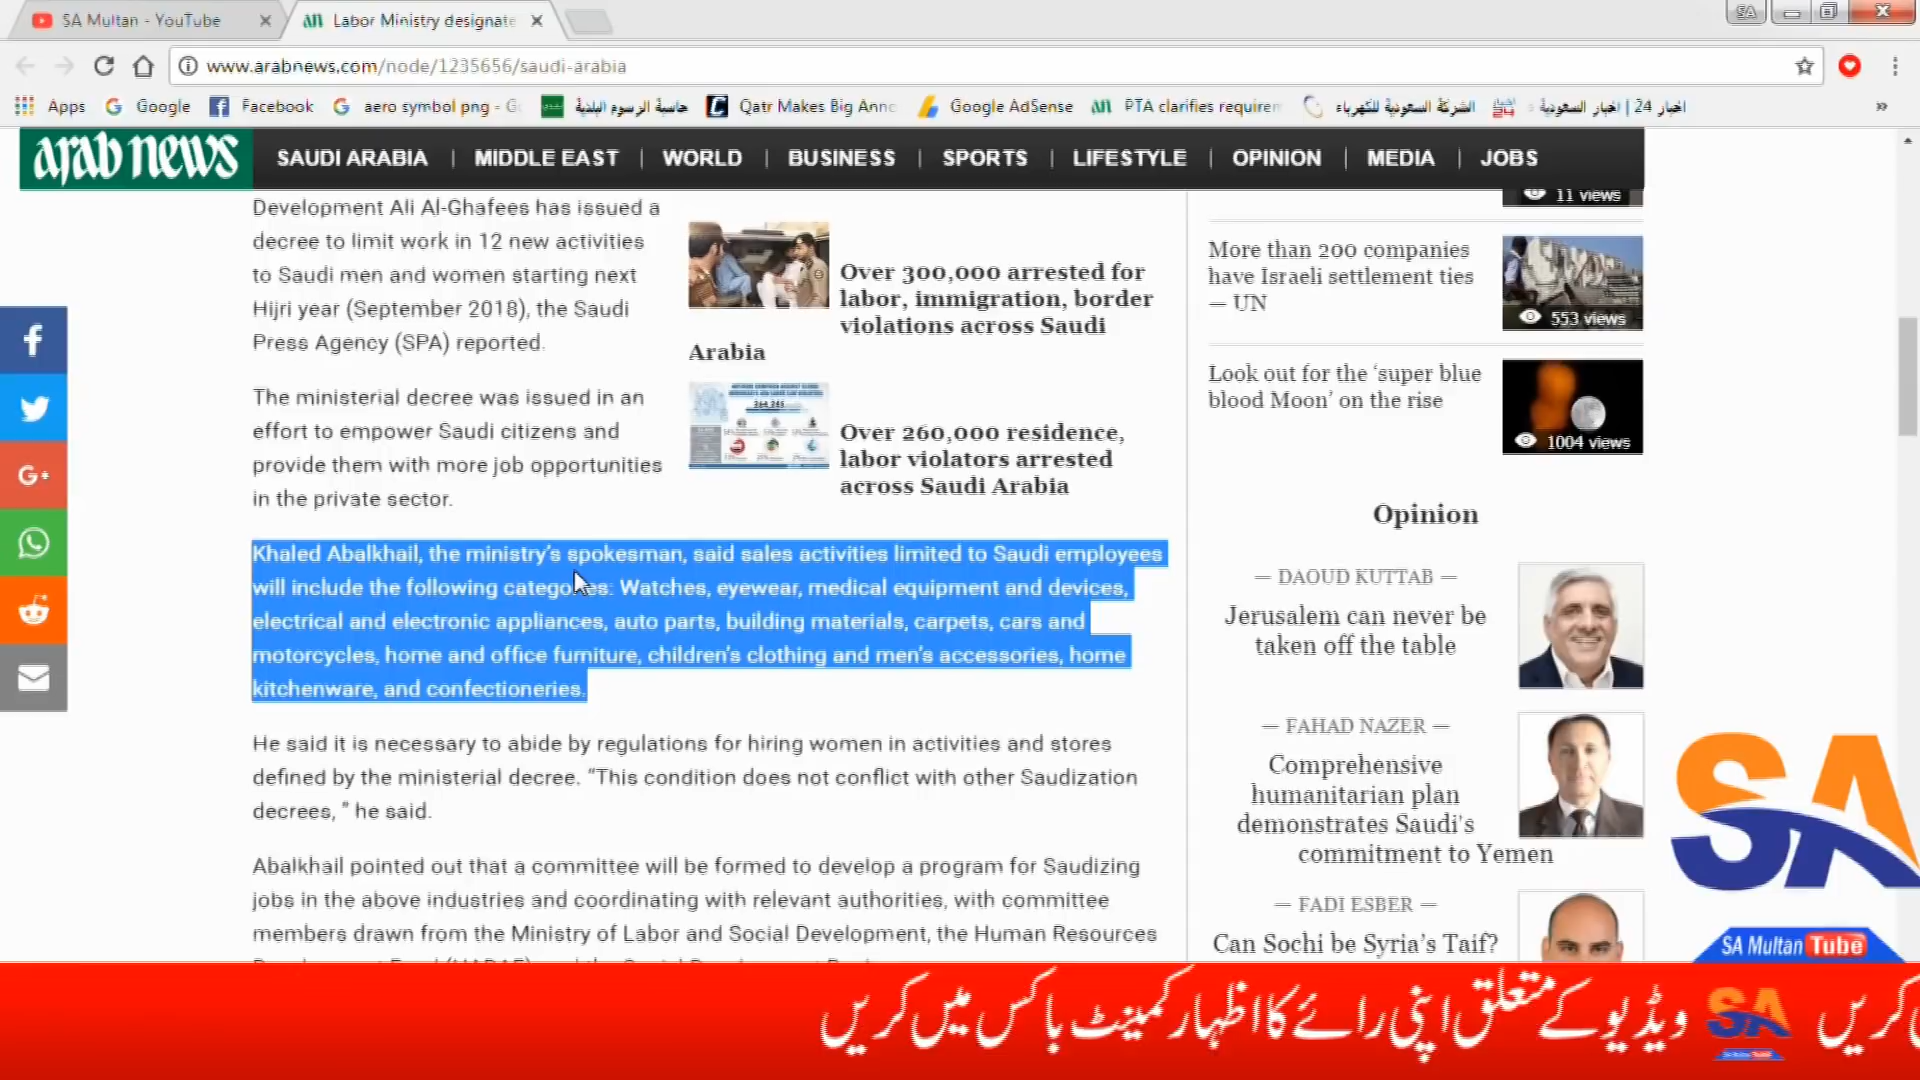 SA Multan - YouTube
Labor Ministry designate
SA
www.arabnews.com/node/1235656/saudi-arabia
Apps
Google
Facebook
aero symbol png - G
حاسبة الرسوم البلدية
Qatr Makes Big Anno
Google AdSense
PTA clarifies requirem
الشركة السعودية للكهرباء
اخبار 24 | اخبار السعودية
arab news
SAUDI ARABIA | MIDDLE EAST | WORLD | BUSINESS | SPORTS | LIFESTYLE | OPINION | MEDIA | JOBS
Development Ali Al-Ghafees has issued a
decree to limit work in 12 new activities
to Saudi men and women starting next
Hijri year (September 2018), the Saudi
Press Agency (SPA) reported.
The ministerial decree was issued in an
effort to empower Saudi citizens and
provide them with more job opportunities
in the private sector.
Over 300,000 arrested for
labor, immigration, border
violations across Saudi
Arabia
264,245
Over 260,000 residence,
labor violators arrested
across Saudi Arabia
Khaled Abalkhail, the ministry's spokesman, said sales activities limited to Saudi employees
will include the following categories: Watches, eyewear, medical equipment and devices,
electrical and electronic appliances, auto parts, building materials, carpets, cars and
motorcycles, home and office furniture, children's clothing and men's accessories, home
kitchenware, and confectioneries.
He said it is necessary to abide by regulations for hiring women in activities and stores
defined by the ministerial decree. “This condition does not conflict with other Saudization
decrees, ” he said.
Abalkhail pointed out that a committee will be formed to develop a program for Saudizing
jobs in the above industries and coordinating with relevant authorities, with committee
members drawn from the Ministry of Labor and Social Development, the Human Resources
11 views
More than 200 companies
have Israeli settlement ties
— UN
553 views
Look out for the ‘super blue
blood Moon’ on the rise
1004 views
Opinion
— DAOUD KUTTAB —
Jerusalem can never be
taken off the table
— FAHAD NAZER —
Comprehensive
humanitarian plan
demonstrates Saudi's
commitment to Yemen
— FADI ESBER —
Can Sochi be Syria’s Taif?
SA
SA Multan Tube
ویڈیو کے متعلق اپنی رائے کا اظہار کمینٹ باکس میں کریں
SA
کریں